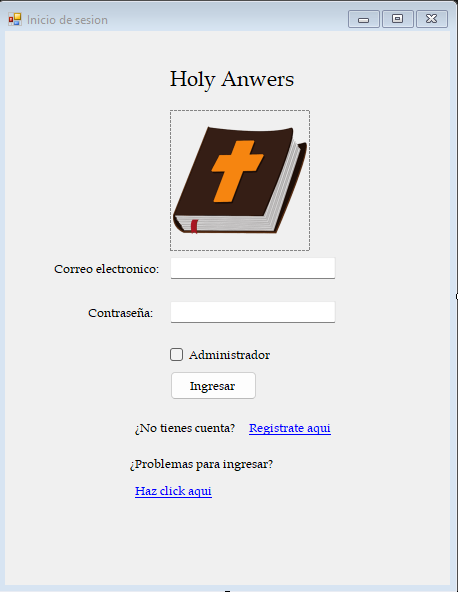 Inicio de sesion
Holy Anwers
Correo electronico:
Contraseña:
Administrador
Ingresar
¿No tienes cuenta? Registrate aqui
¿Problemas para ingresar?
Haz click aqui